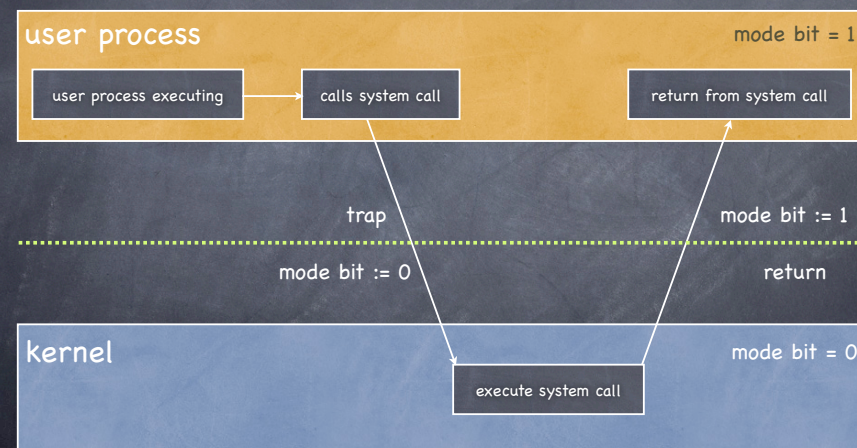 user process
mode bit = 1
user process executing
calls system call
return from system call
trap
mode bit := 1
mode bit := 0
return
kernel
mode bit = 0
execute system call